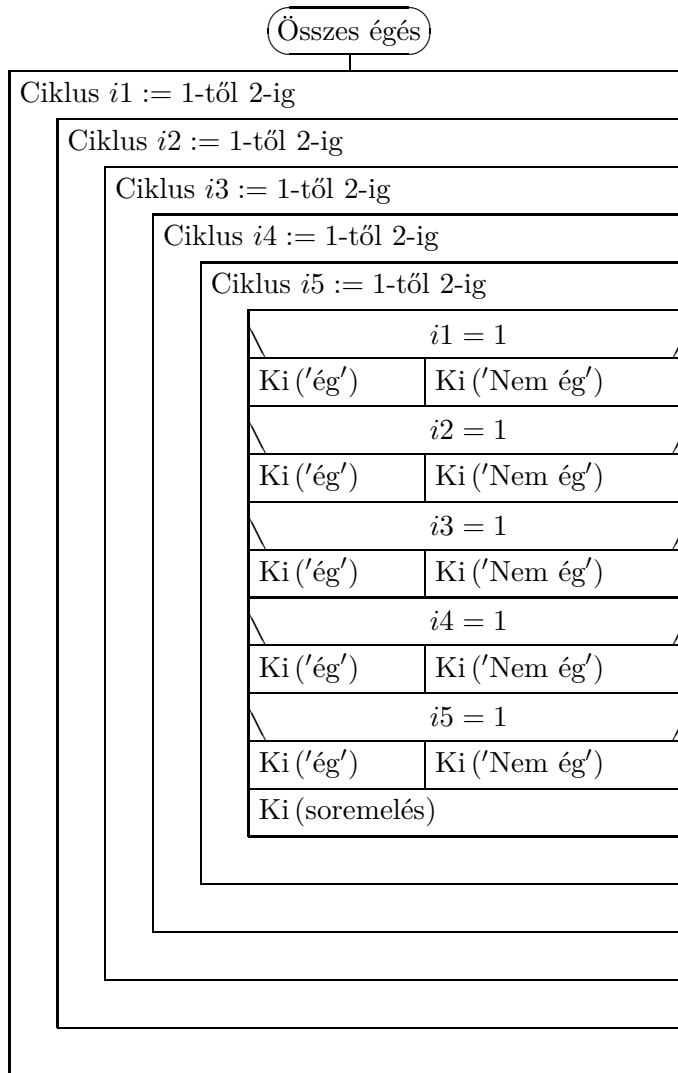 Összes égés
Ciklus i1 := 1-től 2-ig
Ciklus i2 := 1-től 2-ig
Ciklus i3 := 1-től 2-ig
Ciklus i4 := 1-től 2-ig
Ciklus i5 := 1-től 2-ig
i1 = 1
Ki (′ég′) Ki (′Nem ég′)
i2 = 1
Ki (′ég′) Ki (′Nem ég′)
i3 = 1
Ki (′ég′) Ki (′Nem ég′)
i4 = 1
Ki (′ég′) Ki (′Nem ég′)
i5 = 1
Ki (′ég′) Ki (′Nem ég′)
Ki (soremelés)